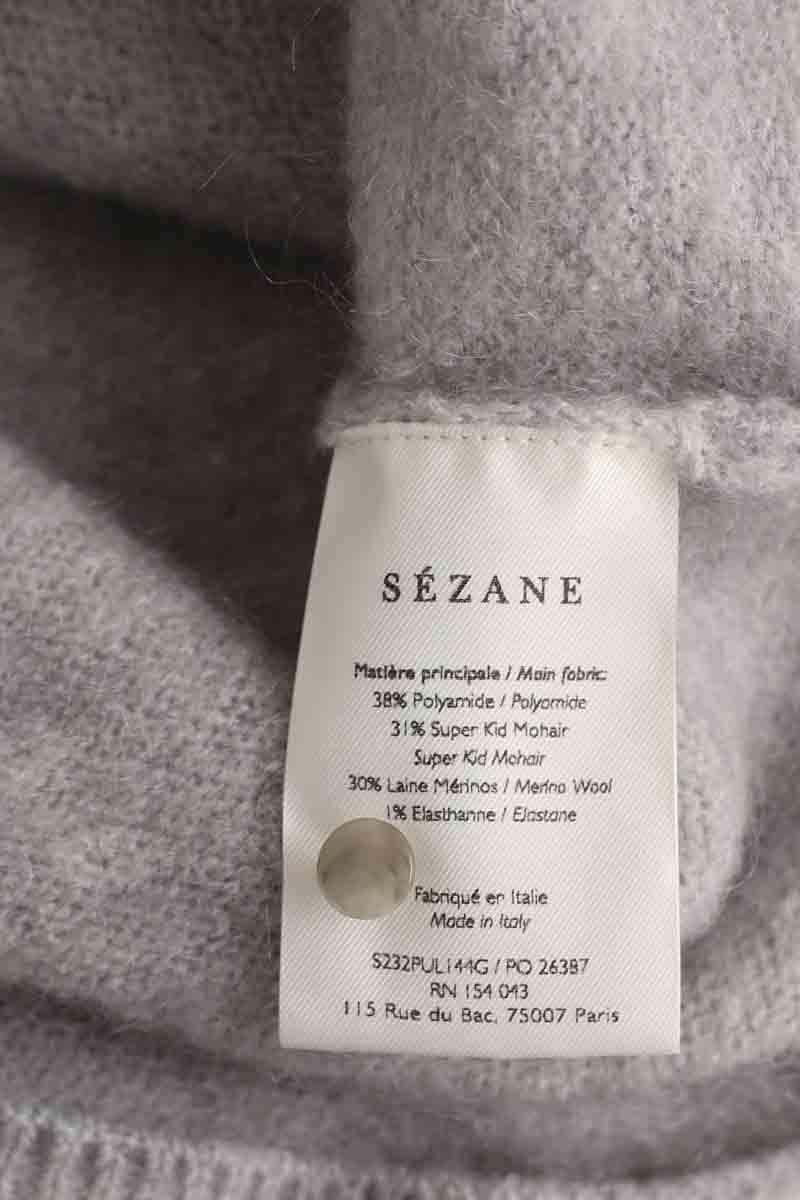 SÉZANE
Matière principale / Main fabric:
38% Polyamide / Polyamide
31% Super Kid Mohair
Super Kid Mohair
30% Laine Mérinos / Merino Wool
1% Elasthanne / Elastane
Fabriqué en Italie
Made in Italy
S232PUL144G / PO 26387
RN 154 043
115 Rue du Bac, 75007 Paris